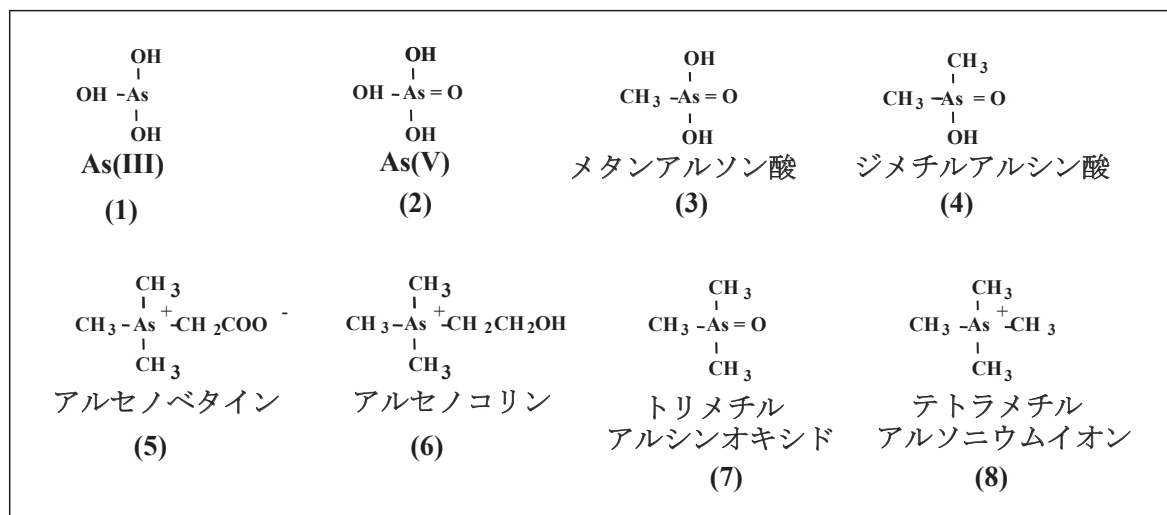 OH
OH
CH3
OH
OH -As
OH -As = O
CH3 -As = O
CH3 -As = O
OH
OH
OH
OH
As(III)
As(V)
メタンアルソン酸
ジメチルアルシン酸
(1)
(2)
(3)
(4)
CH3
CH3
CH3
CH3
CH3 -As + -CH2COO -
CH3 -As + -CH2CH2OH
CH3 -As = O
CH3 -As + -CH3
CH3
CH3
CH3
CH3
アルセノベタイン
アルセノコリン
トリメチル
アルシンオキシド
テトラメチル
アルソニウムイオン
(5)
(6)
(7)
(8)